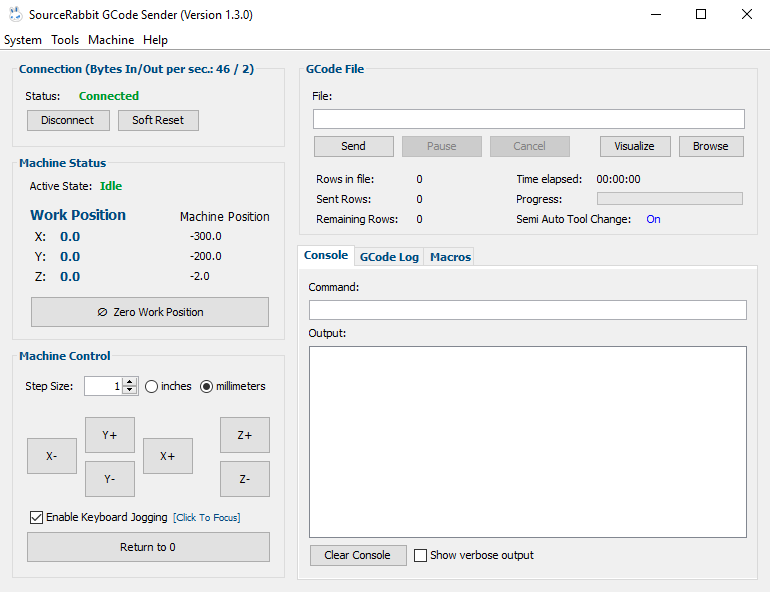 SourceRabbit GCode Sender (Version 1.3.0)
System Tools Machine Help
Connection (Bytes In/Out per sec.: 46 / 2)
Status: Connected
Disconnect Soft Reset
Machine Status
Active State: Idle
Work Position Machine Position
X: 0.0 -300.0
Y: 0.0 -200.0
Z: 0.0 -2.0
∅ Zero Work Position
Machine Control
Step Size: 1 inches millimeters
Y+ Z+
X- X+
Y- Z-
Enable Keyboard Jogging [Click To Focus]
Return to 0
GCode File
File:
Send Pause Cancel Visualize Browse
Rows in file: 0 Time elapsed: 00:00:00
Sent Rows: 0 Progress:
Remaining Rows: 0 Semi Auto Tool Change: On
Console GCode Log Macros
Command:
Output:
Clear Console Show verbose output